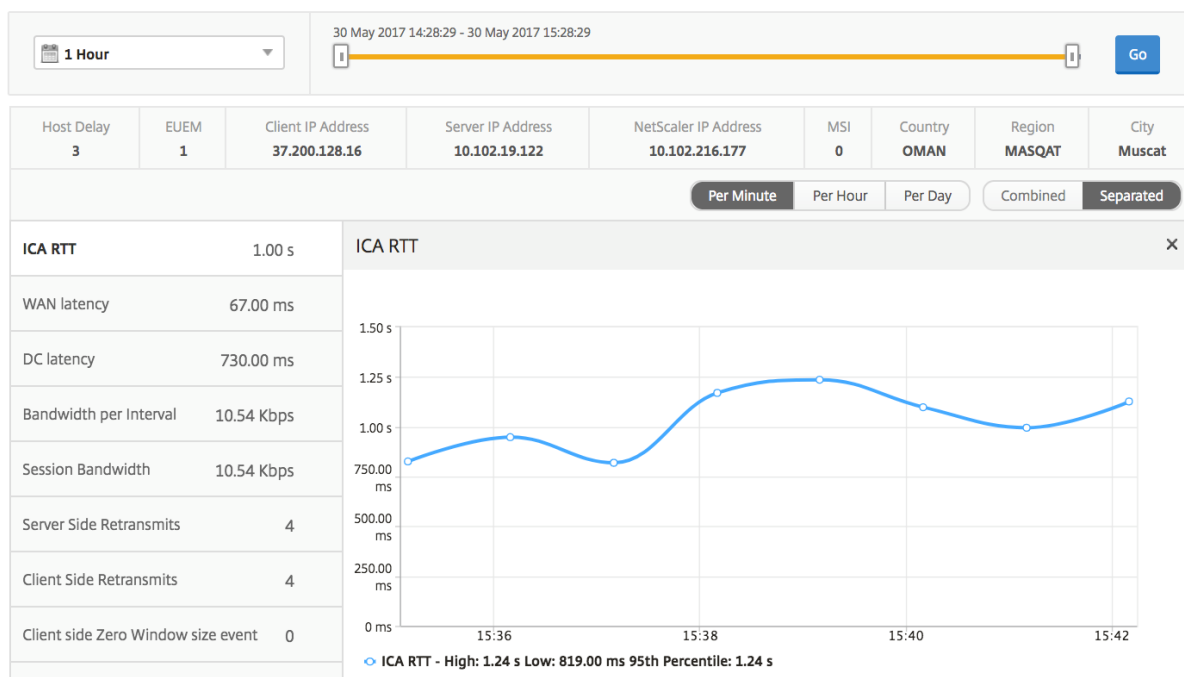 30 May 2017 14:28:29 - 30 May 2017 15:28:29
1 Hour
Go
Host Delay EUEM Client IP Address Server IP Address NetScaler IP Address MSI Country Region City
3 1 37.200.128.16 10.102.19.122 10.102.216.177 0 OMAN MASQAT Muscat
Per Minute Per Hour Per Day Combined Separated
ICA RTT 1.00 s
WAN latency 67.00 ms
DC latency 730.00 ms
Bandwidth per Interval 10.54 Kbps
Session Bandwidth 10.54 Kbps
Server Side Retransmits 4
Client Side Retransmits 4
Client side Zero Window size event 0
ICA RTT
1.50 s
1.25 s
1.00 s
750.00
ms
500.00
ms
250.00
ms
0 ms
15:36 15:38 15:40 15:42
ICA RTT - High: 1.24 s Low: 819.00 ms 95th Percentile: 1.24 s